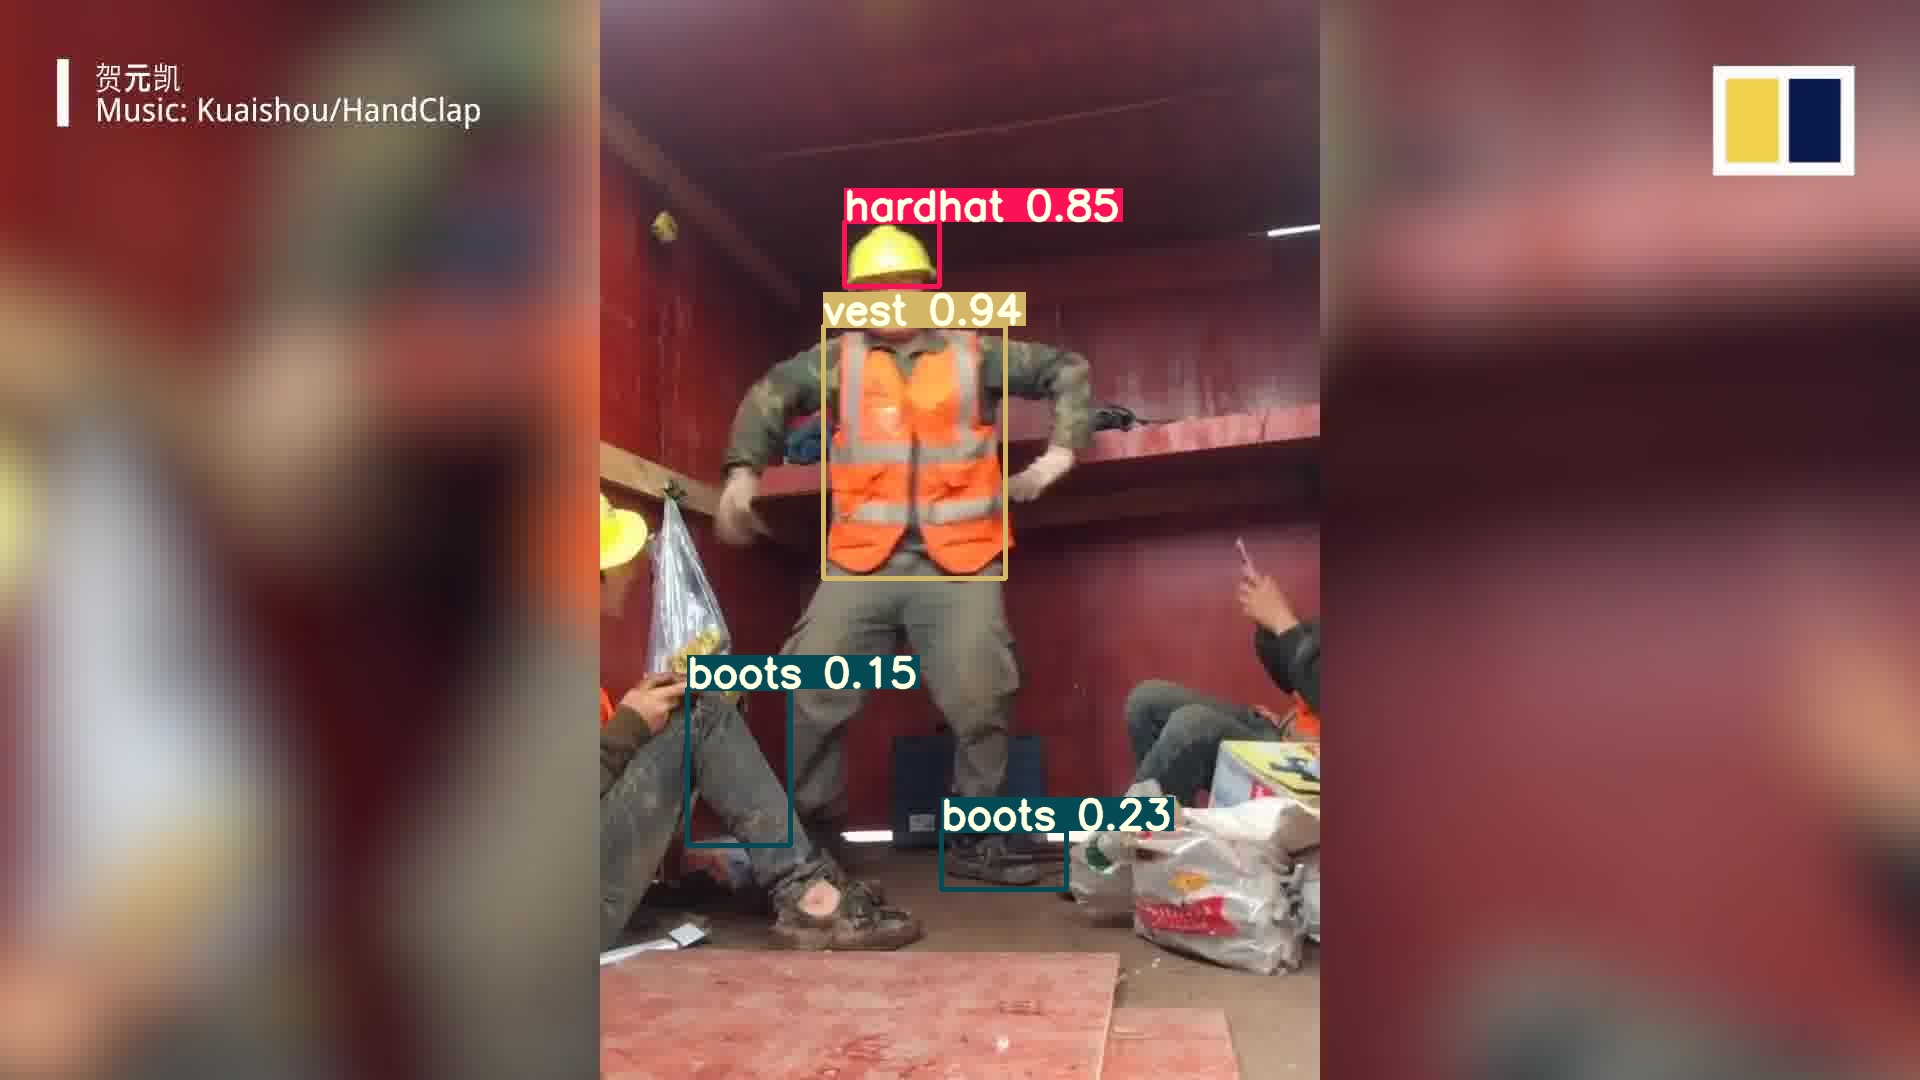 贺元凯
Music: Kuaishou/HandClap
hardhat 0.85
vest 0.94
boots 0.15
boots 0.23